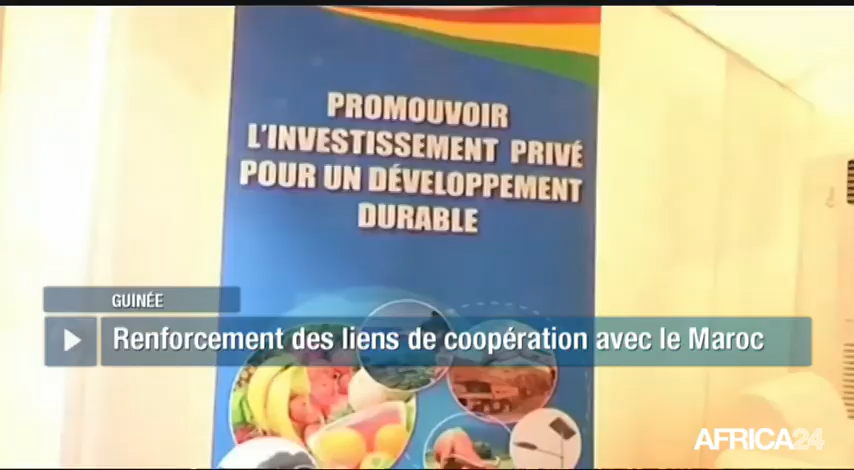 PROMOUVOIR
L'INVESTISSEMENT PRIVÉ
POUR UN DÉVELOPPEMENT
DURABLE
GUINÉE
Renforcement des liens de coopération avec le Maroc
AFRICA24